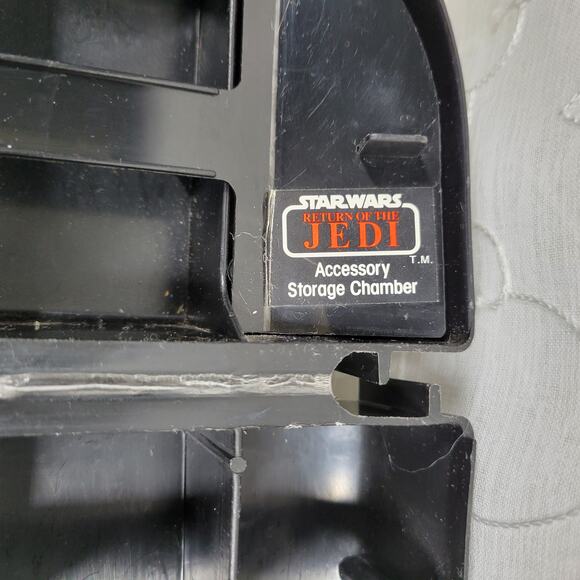 STAR WARS
RETURN OF THE
JEDI
T.M.
Accessory
Storage Chamber